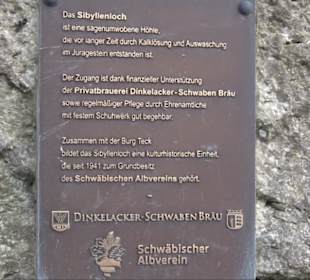 Das Sibyllenloch
ist eine sagenumwobene Höhle,
die vor langer Zeit durch Kalklösung und Auswaschung
im Juragestein entstanden ist.
Der Zugang ist dank finanzieller Unterstützung
der Privatbrauerei Dinkelacker-Schwaben Bräu
sowie regelmäßiger Pflege durch Ehrenamtliche
mit festem Schuhwerk gut begehbar.
Zusammen mit der Burg Teck
bildet das Sibyllenloch eine kulturhistorische Einheit,
die seit 1941 zum Grundbesitz
des Schwäbischen Albvereins gehört.
DINKELACKER-SCHWABEN BRÄU
Schwäbischer
Albverein